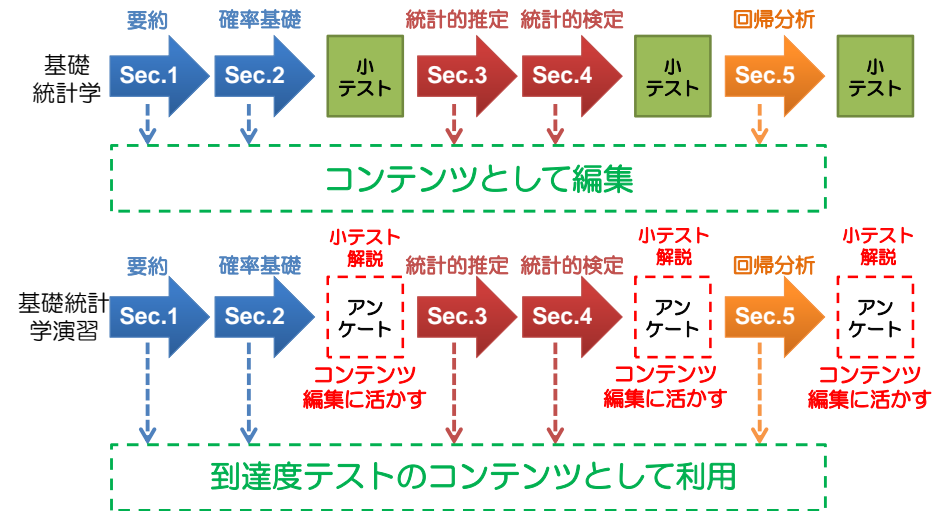 要約
確率基礎
統計的推定
統計的検定
回帰分析
基礎
統計学
Sec.1
Sec.2
小
テスト
Sec.3
Sec.4
小
テスト
Sec.5
小
テスト
コンテンツとして編集
小テスト
解説
小テスト
解説
小テスト
解説
要約
確率基礎
統計的推定
統計的検定
回帰分析
基礎統計
学演習
Sec.1
Sec.2
アン
ケート
Sec.3
Sec.4
アン
ケート
Sec.5
アン
ケート
コンテンツ
編集に活かす
コンテンツ
編集に活かす
コンテンツ
編集に活かす
到達度テストのコンテンツとして利用